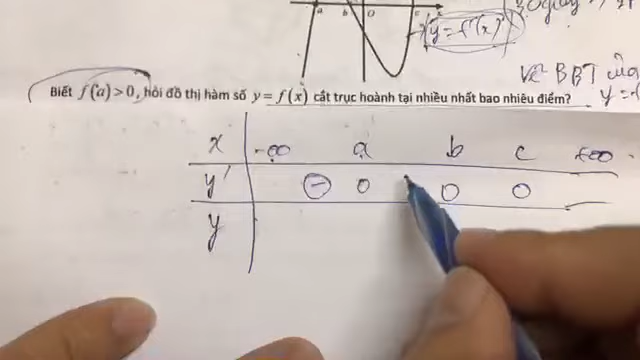 a b O c x
y = f'(x)
Vẽ BBT của
y =
Biết f(a) > 0, hỏi đồ thị hàm số y = f(x) cắt trục hoành tại nhiều nhất bao nhiêu điểm?
x -∞ a b c +∞
y' - 0 0 0
y